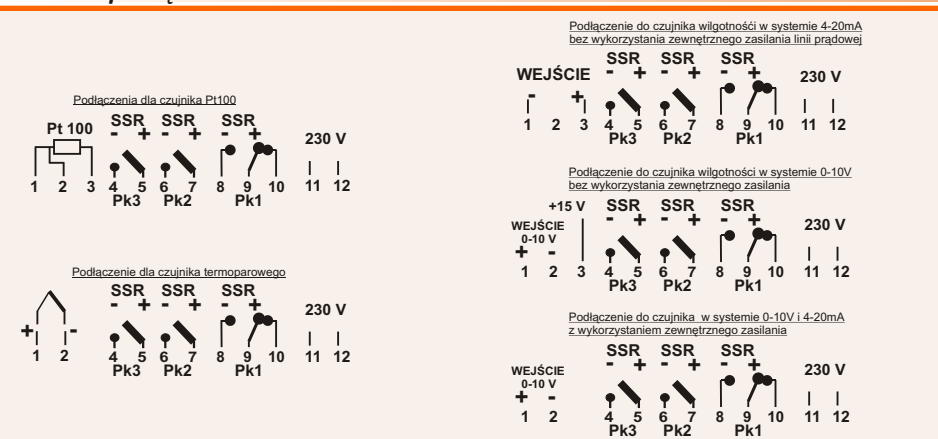 Podłączenia dla czujnika Pt100
Pt 100
SSR SSR SSR
- + - + - +
230 V
1 2 3 4 5 6 7 8 9 10 11 12
Pk3 Pk2 Pk1
Podłączenie dla czujnika termoparowego
SSR SSR SSR
- + - + - +
230 V
+ -
1 2 4 5 6 7 8 9 10 11 12
Pk3 Pk2 Pk1
Podłączenie do czujnika wilgotnośći w systemie 4-20mA
bez wykorzystania zewnętrznego zasilania linii prądowej
SSR SSR SSR
WEJŚCIE - + - + - + 230 V
- +
1 2 3 4 5 6 7 8 9 10 11 12
Pk3 Pk2 Pk1
Podłączenie do czujnika wilgotności w systemie 0-10V
bez wykorzystania zewnętrznego zasilania
+15 V SSR SSR SSR
WEJŚCIE - + - + - + 230 V
0-10 V
+ -
1 2 3 4 5 6 7 8 9 10 11 12
Pk3 Pk2 Pk1
Podłączenie do czujnika w systemie 0-10V i 4-20mA
z wykorzystaniem zewnętrznego zasilania
SSR SSR SSR
WEJŚCIE - + - + - + 230 V
0-10 V
+ -
1 2 4 5 6 7 8 9 10 11 12
Pk3 Pk2 Pk1